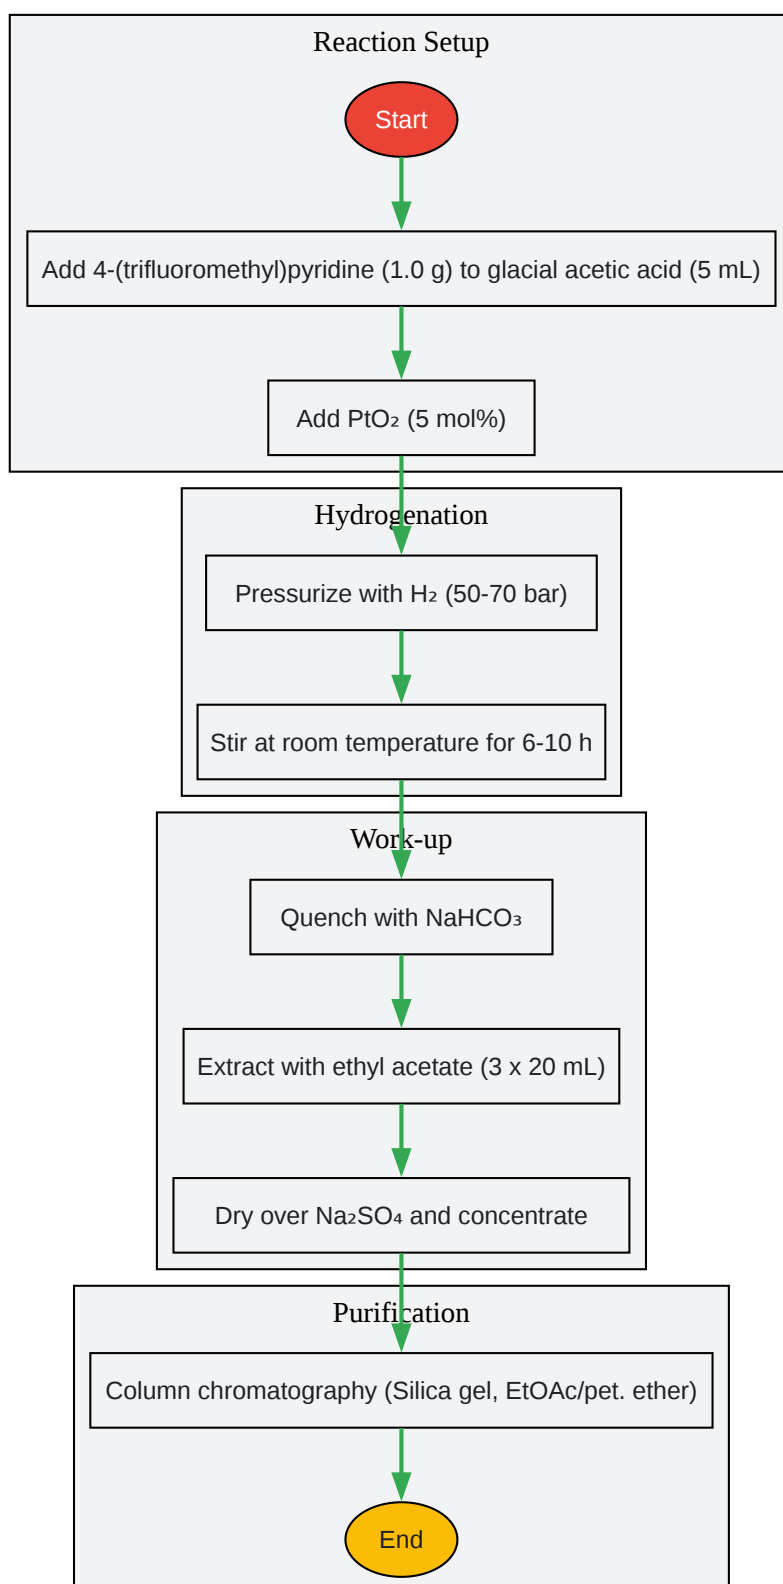 Reaction Setup
Start
Add 4-(trifluoromethyl)pyridine (1.0 g) to glacial acetic acid (5 mL)
Add PtO₂ (5 mol%)
Hydrogenation
Pressurize with H₂ (50-70 bar)
Stir at room temperature for 6-10 h
Work-up
Quench with NaHCO₃
Extract with ethyl acetate (3 x 20 mL)
Dry over Na₂SO₄ and concentrate
Purification
Column chromatography (Silica gel, EtOAc/pet. ether)
End